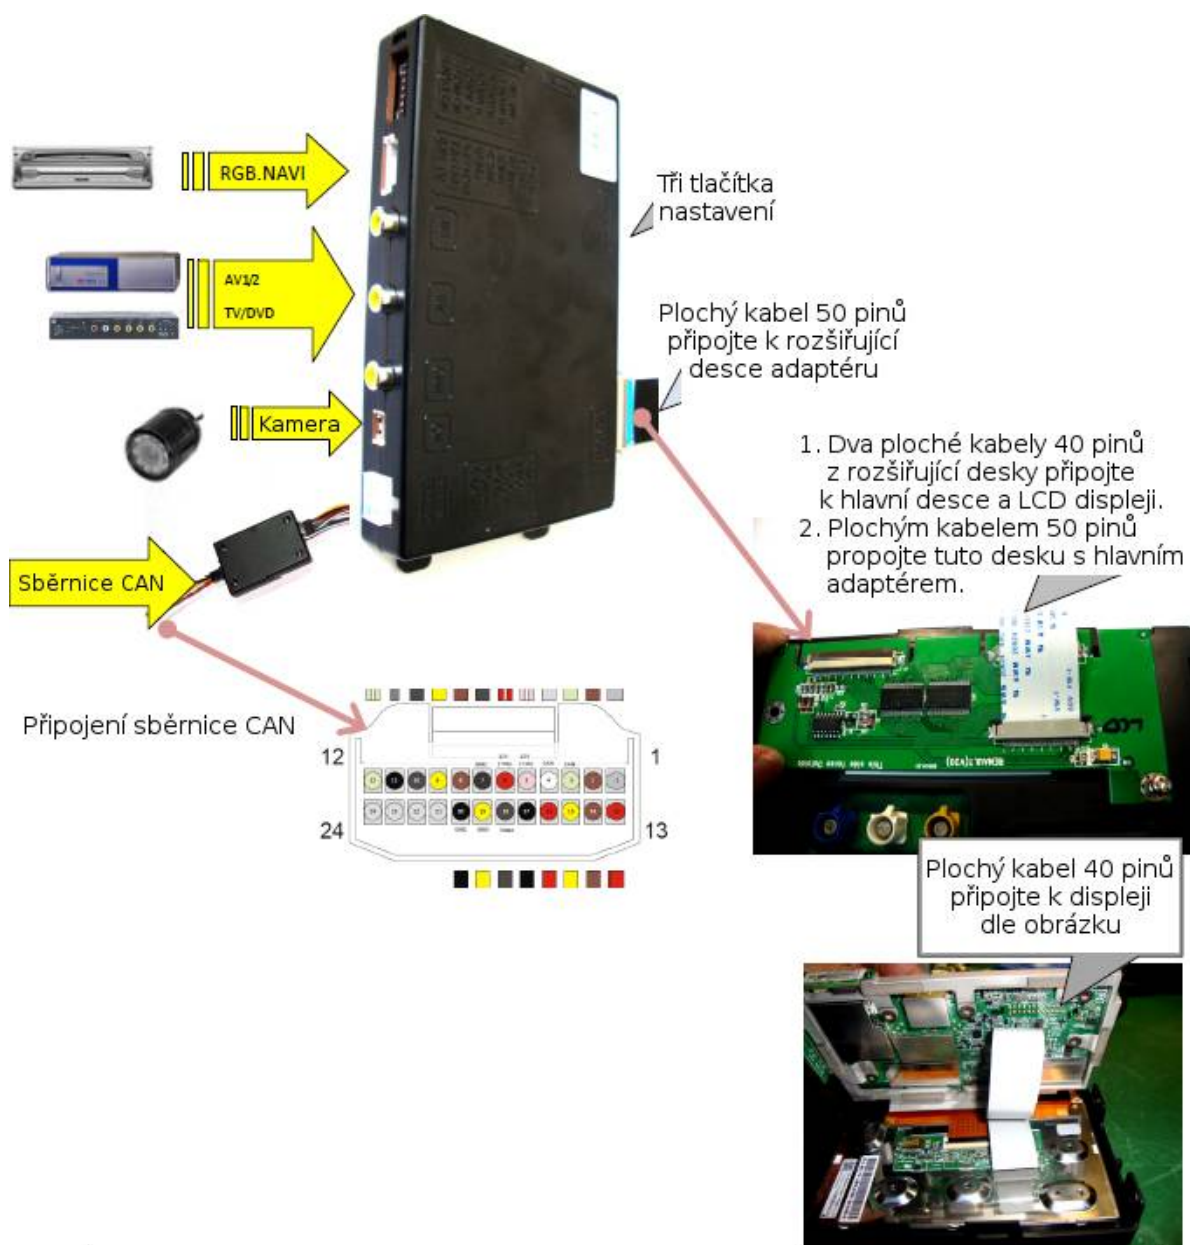 RGB.NAVI
Tři tlačítka
nastavení
AV1/2
TV/DVD
Plochý kabel 50 pinů
připojte k rozšiřující
desce adaptéru
Kamera
1. Dva ploché kabely 40 pinů
z rozšiřující desky připojte
k hlavní desce a LCD displeji.
2. Plochým kabelem 50 pinů
propojte tuto desku s hlavním
adaptérem.
Sběrnice CAN
Připojení sběrnice CAN
12
1
24
13
LCD
RENAULT(V20)
Plochý kabel 40 pinů
připojte k displeji
dle obrázku